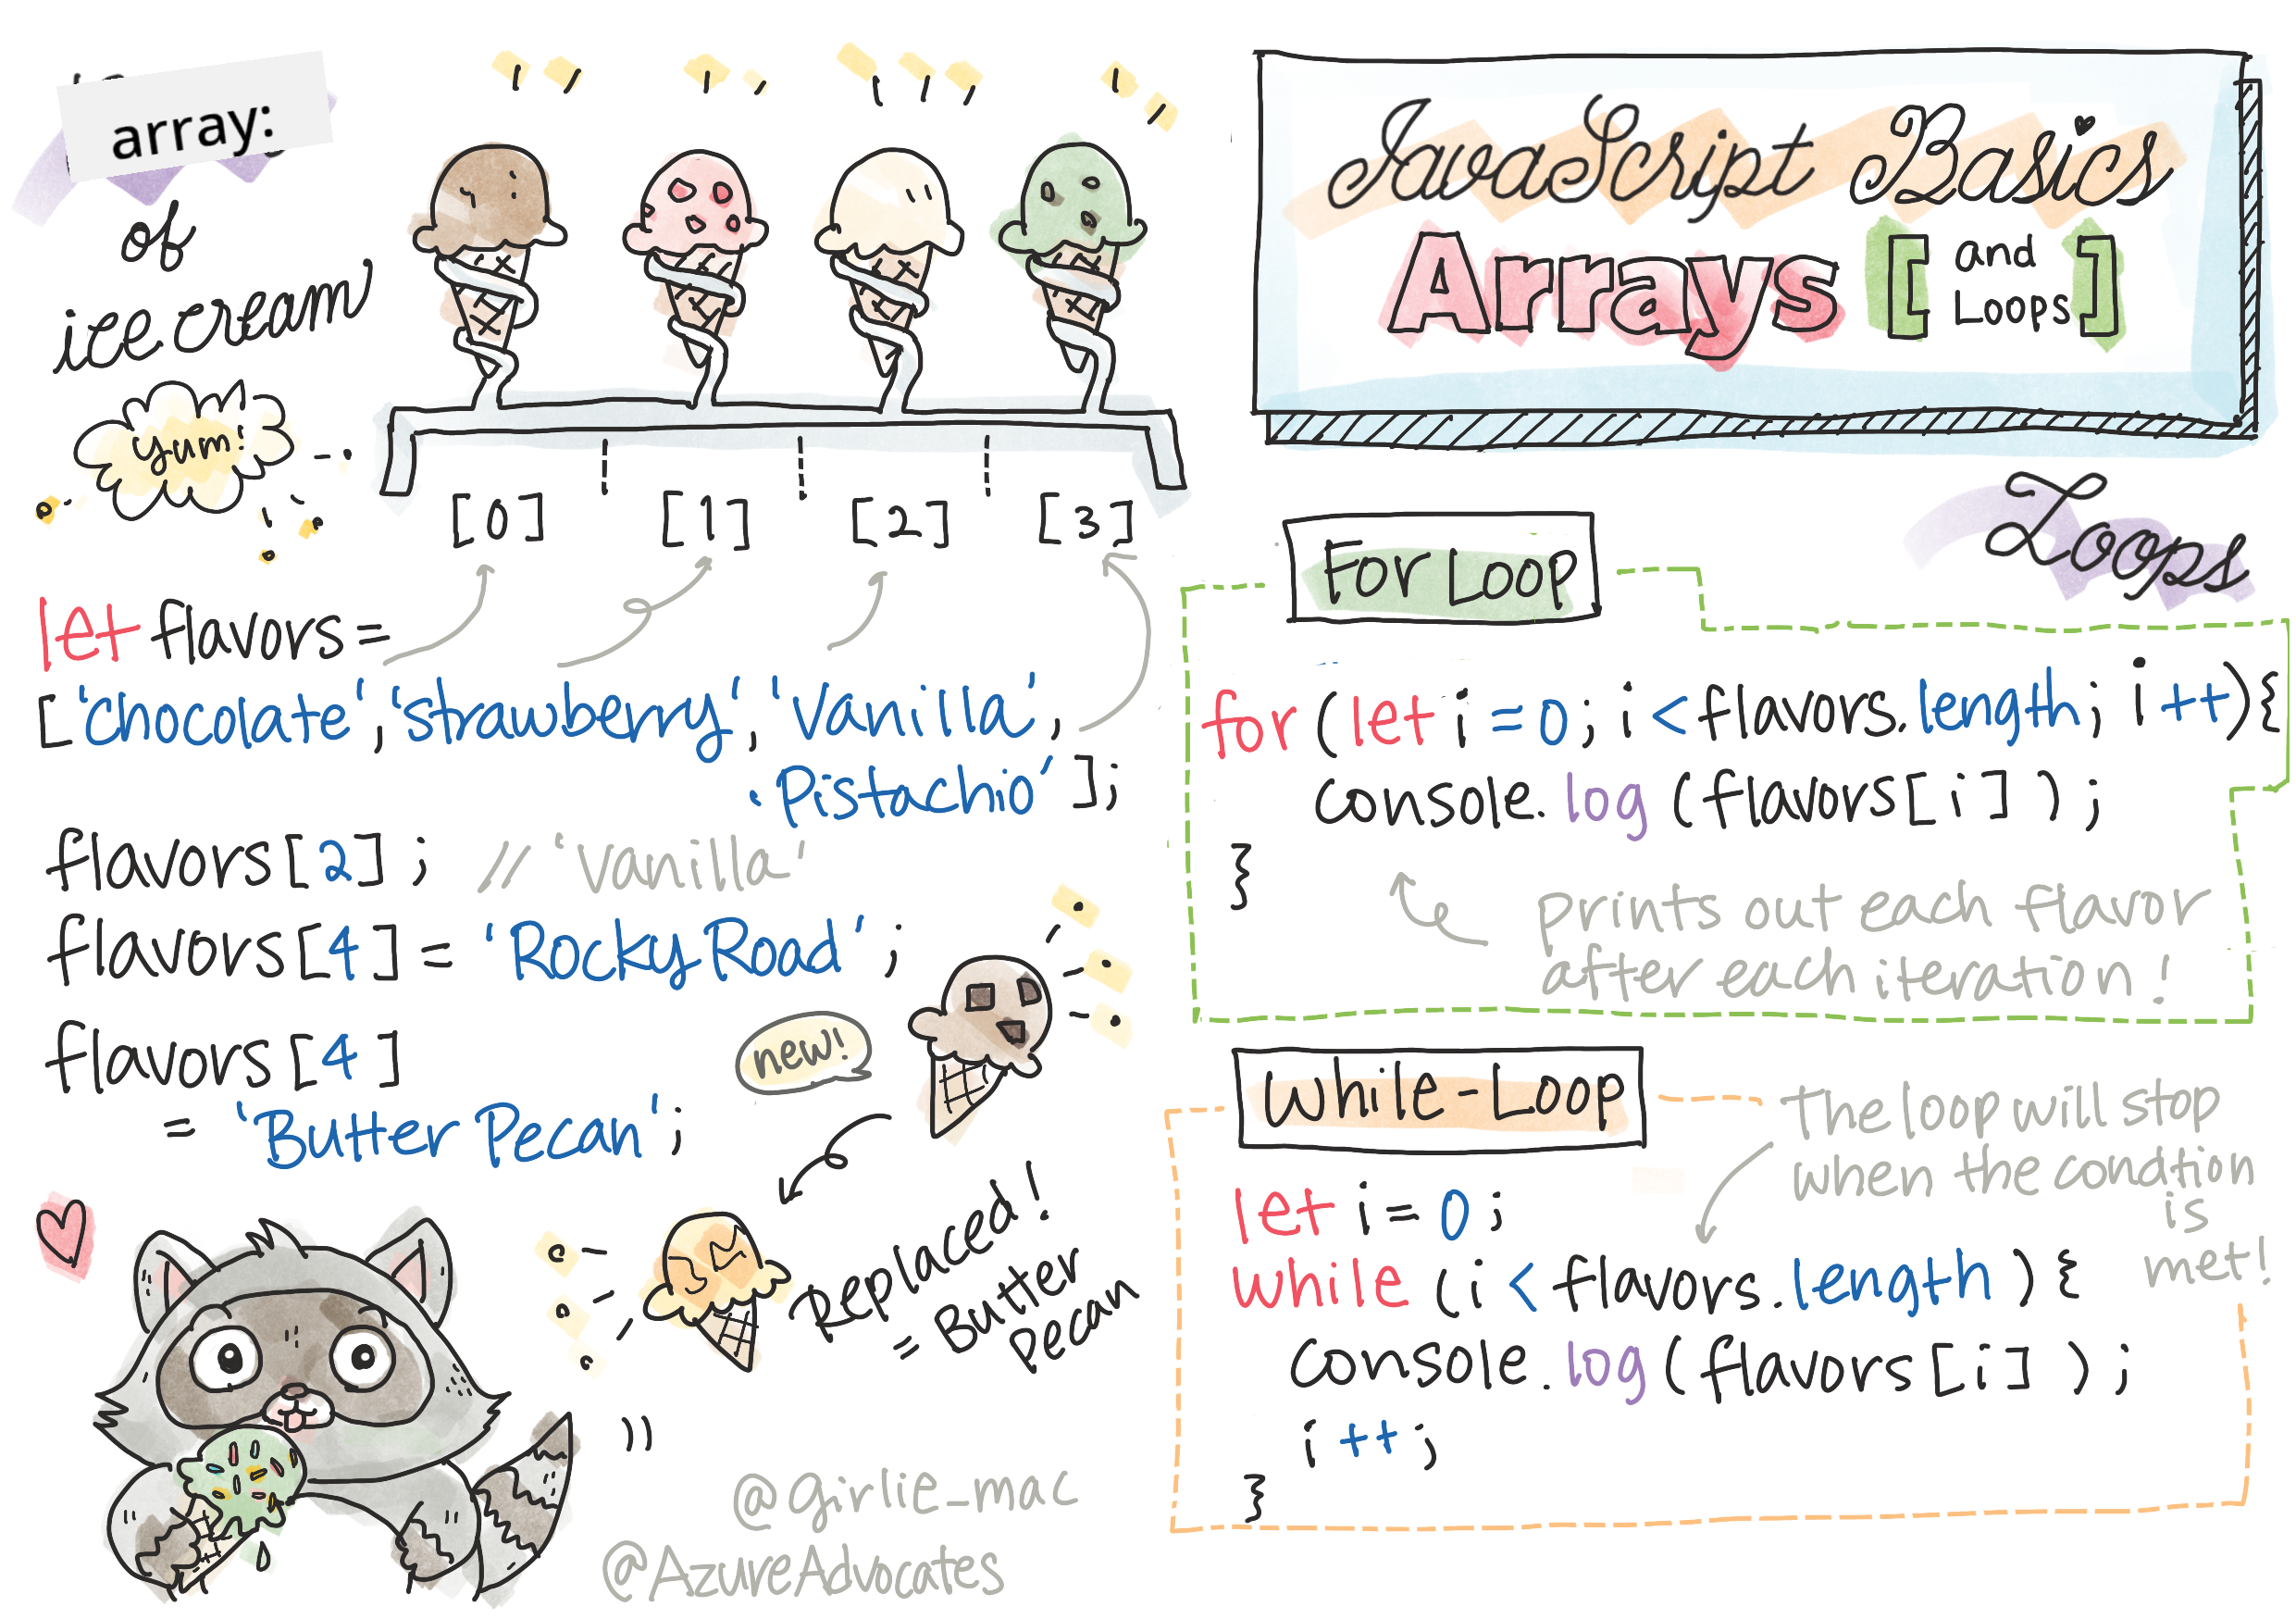 array:
of
ice cream
yum!
[0] [1] [2] [3]
let flavors =
['chocolate', 'strawberry', 'Vanilla',
'Pistachio'];
flavors[2]; // 'Vanilla'
flavors[4] = 'Rocky Road';
new!
flavors[4]
= 'Butter Pecan';
Replaced!
= Butter
Pecan
@girlie_mac
@AzureAdvocates
JavaScript Basics
Arrays [and
Loops]
Loops
For Loop
for (let i = 0; i < flavors.length; i++){
console.log (flavors[i]);
}
prints out each flavor
after each iteration!
While-Loop
The loop will stop
when the condtion
is
met!
let i = 0;
while (i < flavors.length) {
console.log (flavors[i]);
i++;
}